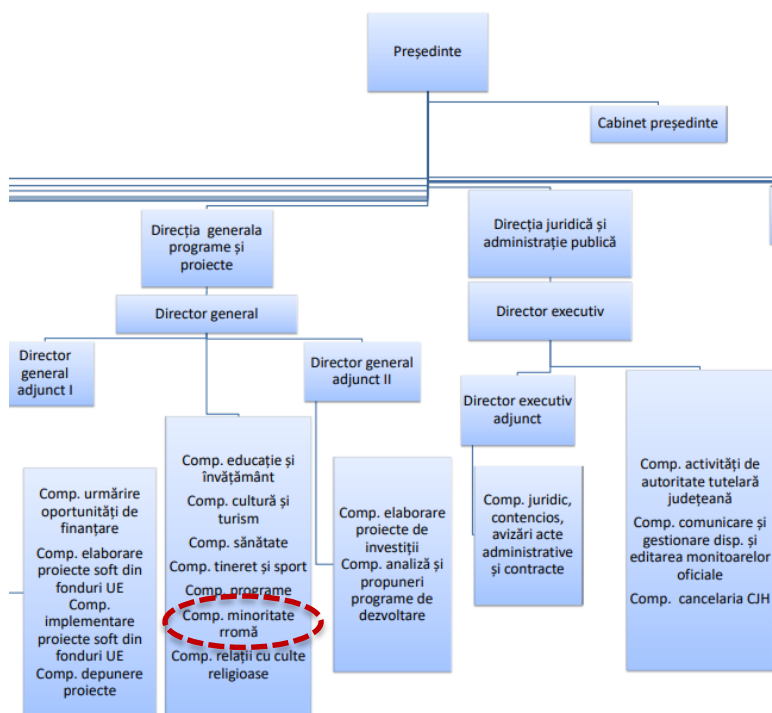 Președinte
Cabinet președinte
Direcția generala
programe și
proiecte
Direcția juridică și
administrație publică
Director general
Director executiv
Director
general
adjunct I
Director general
adjunct II
Director executiv
adjunct
Comp. urmărire
oportunități de
finanțare
Comp. elaborare
proiecte soft din
fonduri UE
Comp.
implementare
proiecte soft din
fonduri UE
Comp. depunere
proiecte
Comp. educație și
învățământ
Comp. cultură și
turism
Comp. sănătate
Comp. tineret și sport
Comp. programe
Comp. minoritate
rromă
Comp. relații cu culte
religioase
Comp. elaborare
proiecte de
investiții
Comp. analiză și
propuneri
programe de
dezvoltare
Comp. juridic,
contencios,
avizări acte
administrative
și contracte
Comp. activități de
autoritate tutelară
județeană
Comp. comunicare și
gestionare disp. și
editarea monitoarelor
oficiale
Comp. cancelaria CJH